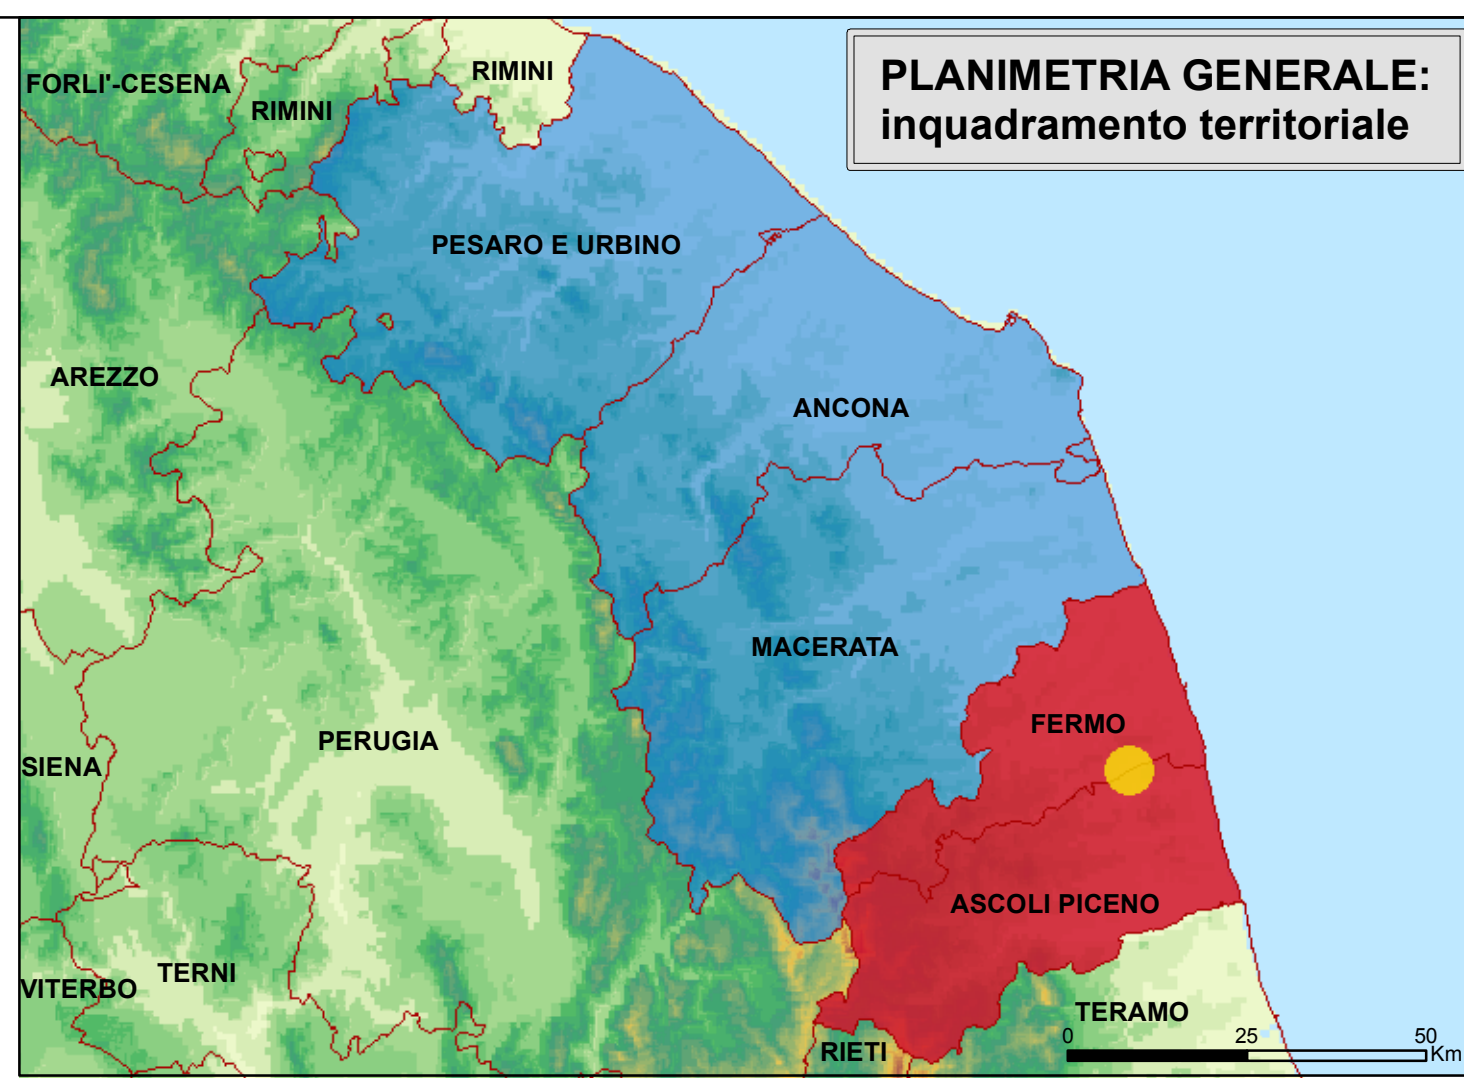 PLANIMETRIA GENERALE:
inquadramento territoriale
FORLI'-CESENA
RIMINI
RIMINI
PESARO E URBINO
AREZZO
ANCONA
MACERATA
FERMO
PERUGIA
SIENA
ASCOLI PICENO
TERNI
VITERBO
TERAMO
RIETI
0 25 50
Km